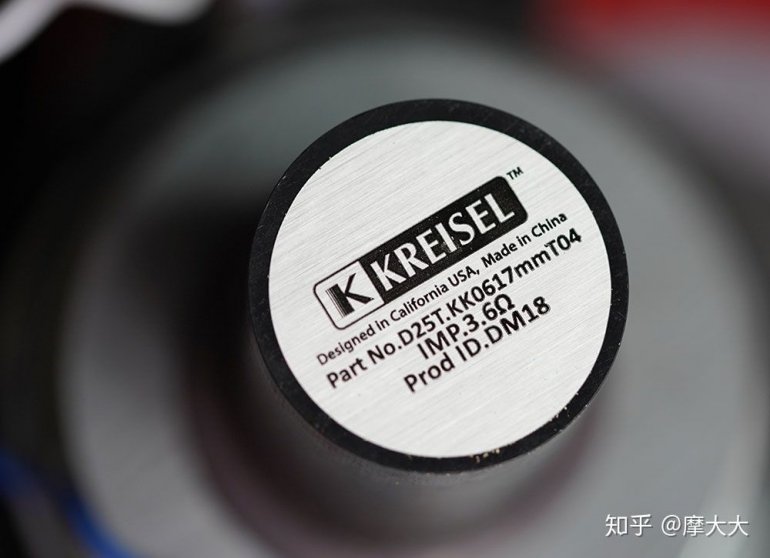 K KREISEL™
Designed in California USA, Made in China
Part No.D25T.KK0617mmT04
IMP.3.6Ω
Prod ID.DM18
知乎 @摩大大